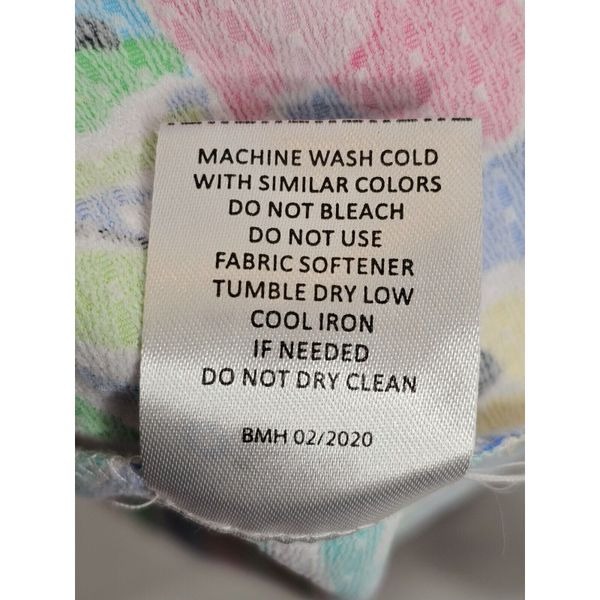 MACHINE WASH COLD
WITH SIMILAR COLORS
DO NOT BLEACH
DO NOT USE
FABRIC SOFTENER
TUMBLE DRY LOW
COOL IRON
IF NEEDED
DO NOT DRY CLEAN
BMH 02/2020